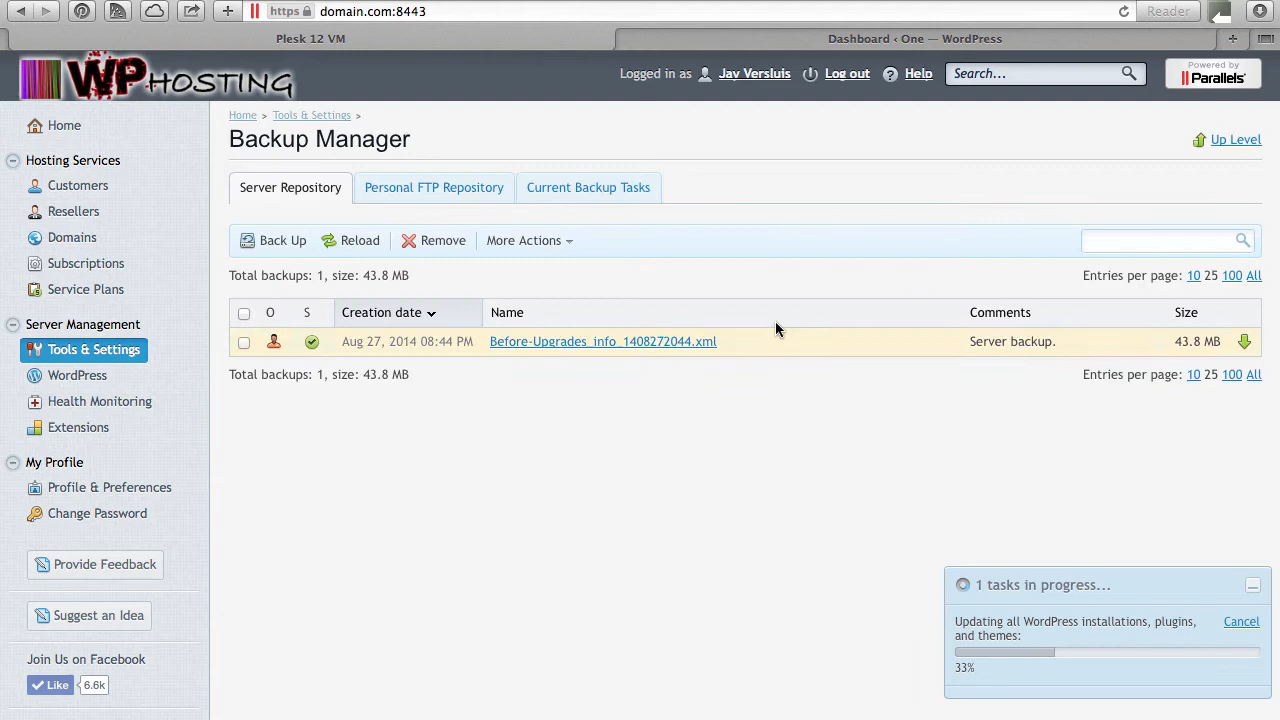 https domain.com:8443 Reader
Plesk 12 VM Dashboard ‹ One — WordPress
WPHOSTING Logged in as Jay Versluis Log out Help Search... Powered by Parallels
Home > Tools & Settings >
Backup Manager
Up Level
Home
Hosting Services
Customers
Resellers
Domains
Subscriptions
Service Plans
Server Management
Tools & Settings
WordPress
Health Monitoring
Extensions
My Profile
Profile & Preferences
Change Password
Provide Feedback
Suggest an Idea
Join Us on Facebook
Like 6.6k
Server Repository Personal FTP Repository Current Backup Tasks
Back Up Reload Remove More Actions
Total backups: 1, size: 43.8 MB Entries per page: 10 25 100 All
O S Creation date Name Comments Size
Aug 27, 2014 08:44 PM Before-Upgrades_info_1408272044.xml Server backup. 43.8 MB
Total backups: 1, size: 43.8 MB Entries per page: 10 25 100 All
1 tasks in progress...
Updating all WordPress installations, plugins, Cancel
and themes:
33%